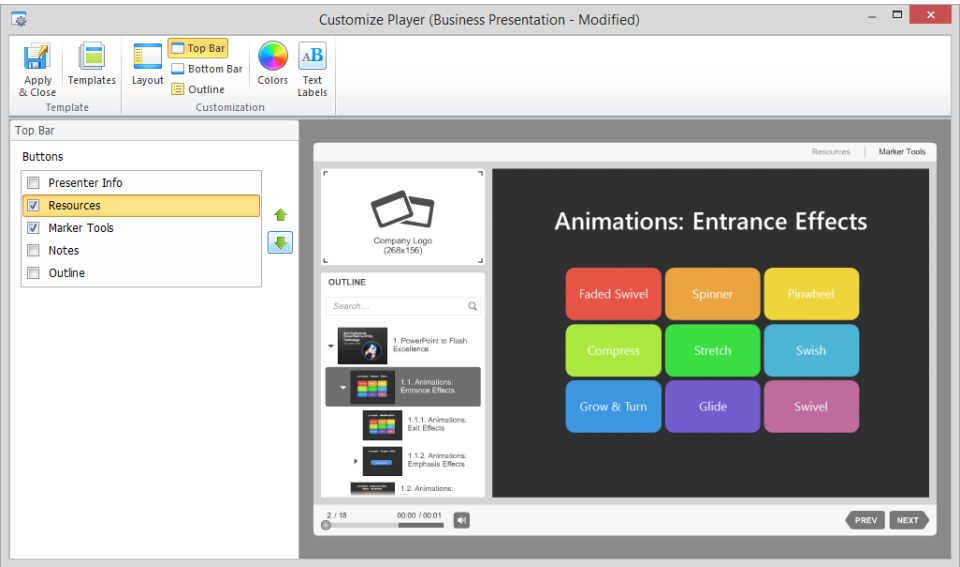 Customize Player (Business Presentation - Modified)
Apply
& Close
Templates
Layout
Top Bar
Bottom Bar
Outline
Colors
AB
Text
Labels
Template
Customization
Top Bar
Buttons
Presenter Info
Resources
Marker Tools
Notes
Outline
Resources
Marker Tools
Company Logo
(268x156)
OUTLINE
Search...
1. PowerPoint to Flash
Excellence
1.1. Animations:
Entrance Effects
1.1.1. Animations:
Exit Effects
1.1.2. Animations:
Emphasis Effects
1.2. Animations:
Animations: Entrance Effects
Faded Swivel
Spinner
Pinwheel
Compress
Stretch
Swish
Grow & Turn
Glide
Swivel
2 / 18
00:00 / 00:01
PREV
NEXT